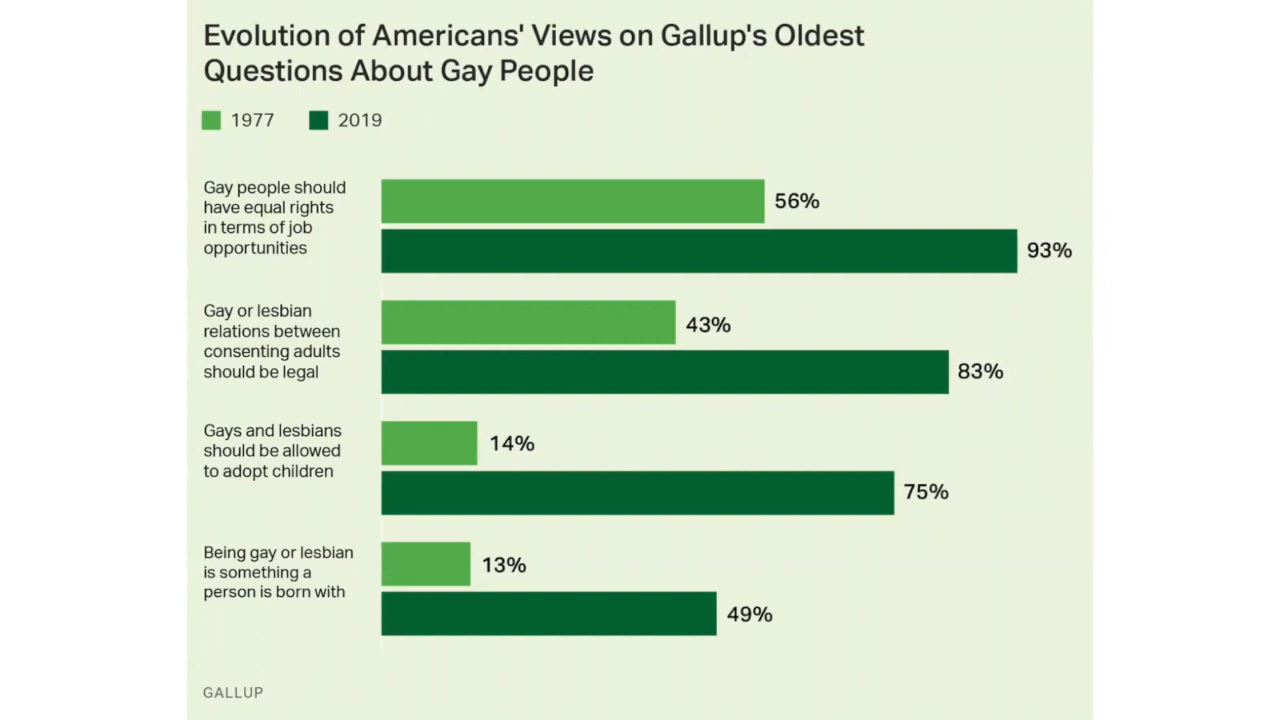 Evolution of Americans' Views on Gallup's Oldest
Questions About Gay People
1977 2019
Gay people should
have equal rights
in terms of job
opportunities
56%
93%
Gay or lesbian
relations between
consenting adults
should be legal
43%
83%
Gays and lesbians
should be allowed
to adopt children
14%
75%
Being gay or lesbian
is something a
person is born with
13%
49%
GALLUP